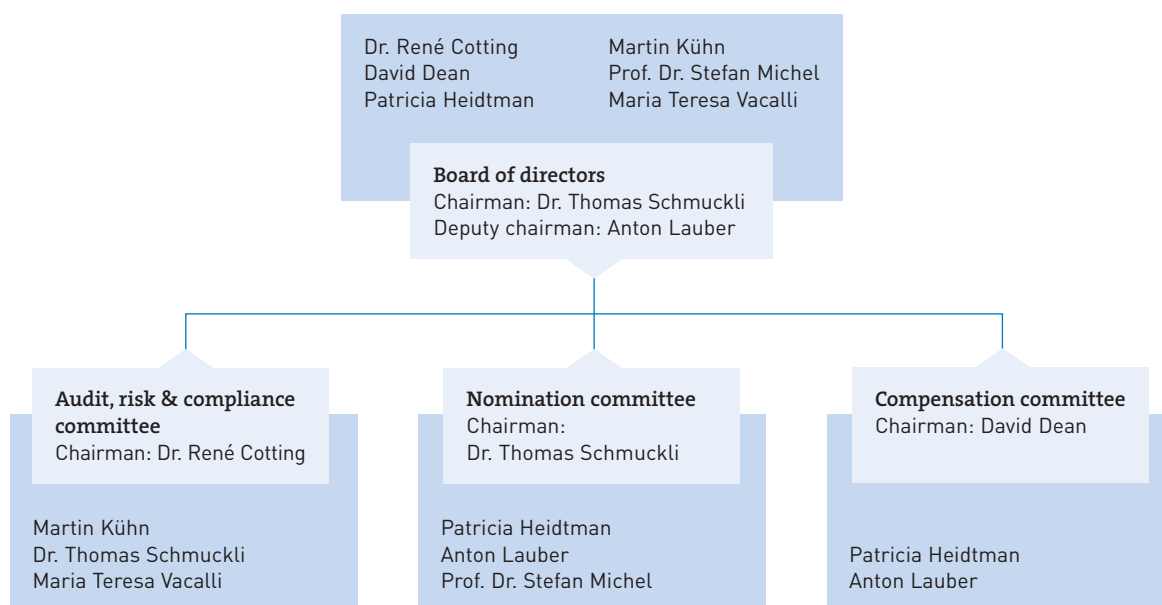 Dr. René Cotting
David Dean
Patricia Heidtman
Martin Kühn
Prof. Dr. Stefan Michel
Maria Teresa Vacalli
Board of directors
Chairman: Dr. Thomas Schmuckli
Deputy chairman: Anton Lauber
Audit, risk & compliance
committee
Chairman: Dr. René Cotting
Martin Kühn
Dr. Thomas Schmuckli
Maria Teresa Vacalli
Nomination committee
Chairman:
Dr. Thomas Schmuckli
Patricia Heidtman
Anton Lauber
Prof. Dr. Stefan Michel
Compensation committee
Chairman: David Dean
Patricia Heidtman
Anton Lauber